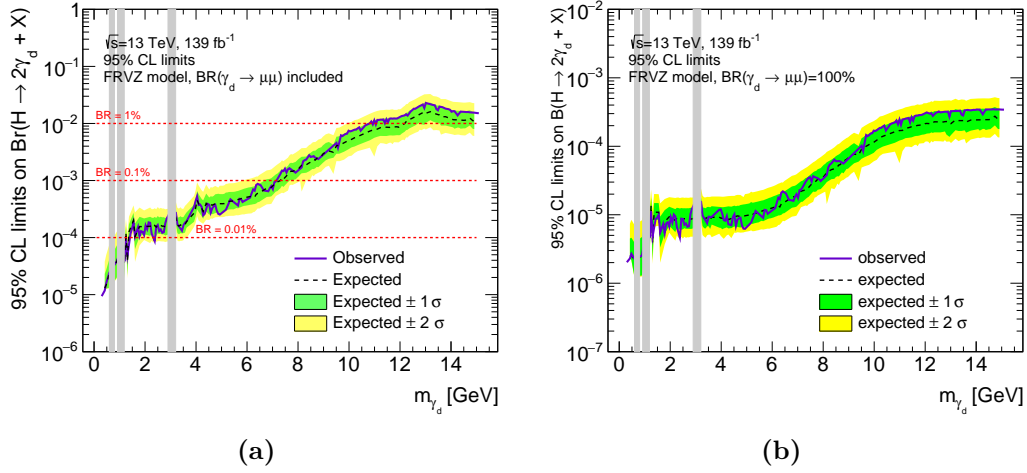 95% CL limits on Br(H → 2γd + X)
1
10⁻¹
10⁻²
10⁻³
10⁻⁴
10⁻⁵
10⁻⁶
√s=13 TeV, 139 fb⁻¹
95% CL limits
FRVZ model, BR(γd → μμ) included
BR = 1%
BR = 0.1%
BR = 0.01%
Observed
Expected
Expected ± 1 σ
Expected ± 2 σ
0 2 4 6 8 10 12 14
mγd [GeV]
(a)
95% CL limits on Br(H → 2γd + X)
10⁻²
10⁻³
10⁻⁴
10⁻⁵
10⁻⁶
10⁻⁷
√s=13 TeV, 139 fb⁻¹
95% CL limits
FRVZ model, BR(γd → μμ)=100%
observed
expected
expected ± 1 σ
expected ± 2 σ
0 2 4 6 8 10 12 14
mγd [GeV]
(b)